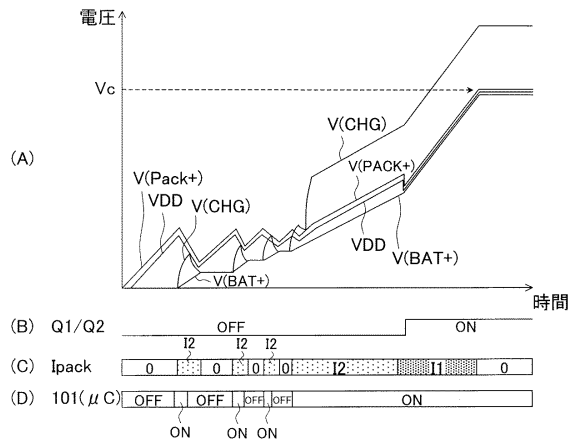 電圧
Vc
(A)
V(CHG)
V(Pack+)
VDD
V(CHG)
V(PACK+)
VDD
V(BAT+)
V(BAT+)
時間
(B) Q1/Q2 OFF ON
I2 I2 I2
(C) Ipack 0 0 0 0 I2 I1 0
(D) 101(μC) OFF OFF OFF OFF ON
ON ON ON